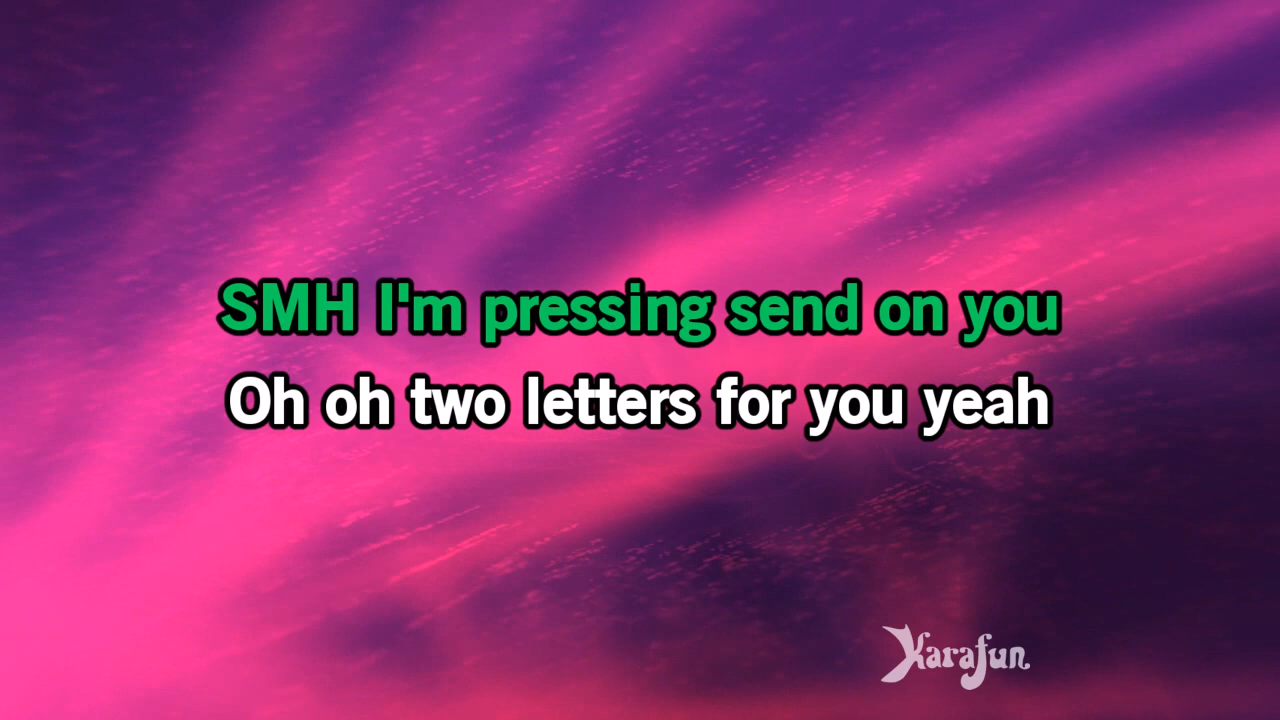 SMH I'm pressing send on you
Oh oh two letters for you yeah
Karafun